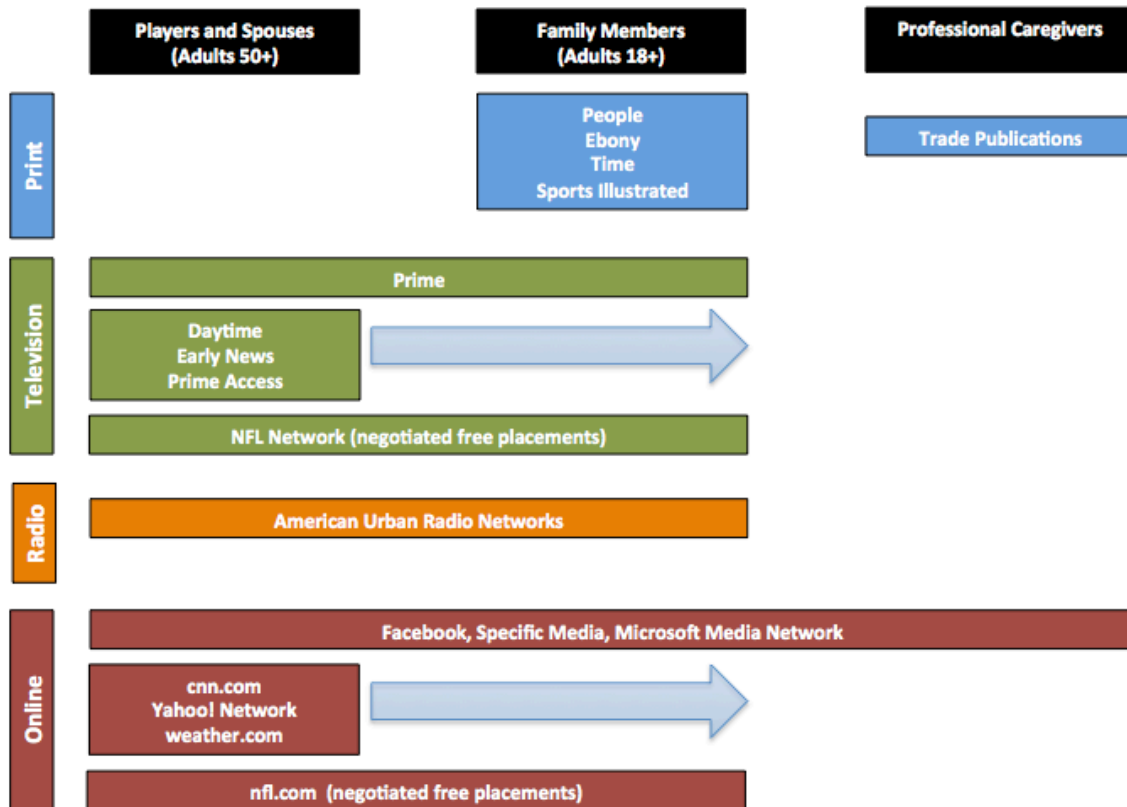 Players and Spouses
(Adults 50+)
Family Members
(Adults 18+)
Professional Caregivers
Print
People
Ebony
Time
Sports Illustrated
Trade Publications
Television
Prime
Daytime
Early News
Prime Access
NFL Network (negotiated free placements)
Radio
American Urban Radio Networks
Online
Facebook, Specific Media, Microsoft Media Network
cnn.com
Yahoo! Network
weather.com
nfl.com (negotiated free placements)